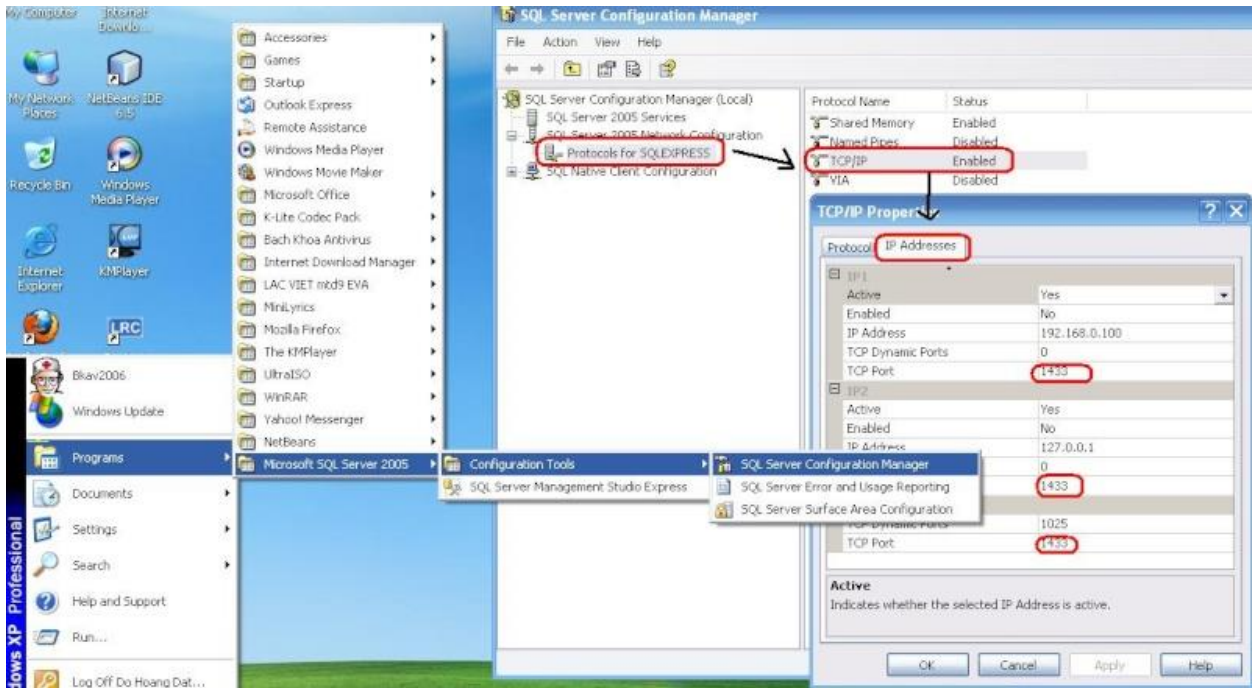 My Computer
Internet
Downlo...
My Network
Places
NetBeans IDE
6.5
Recycle Bin
Windows
Media Player
Internet
Explorer
KMPlayer
LRC
Bkav2006
Windows Update
Programs
Documents
Settings
Search
Help and Support
Run...
Log Off Do Hoang Dat...
dows XP Professional
Accessories
Games
Startup
Outlook Express
Remote Assistance
Windows Media Player
Windows Movie Maker
Microsoft Office
K-Lite Codec Pack
Bach Khoa Antivirus
Internet Download Manager
LAC VIET mtd9 EVA
MiniLyrics
Mozilla Firefox
The KMPlayer
UltraISO
WinRAR
Yahoo! Messenger
NetBeans
Microsoft SQL Server 2005
Configuration Tools
SQL Server Management Studio Express
SQL Server Configuration Manager
SQL Server Error and Usage Reporting
SQL Server Surface Area Configuration
SQL Server Configuration Manager
File Action View Help
SQL Server Configuration Manager (Local)
SQL Server 2005 Services
SQL Server 2005 Network Configuration
Protocols for SQLEXPRESS
SQL Native Client Configuration
Protocol Name Status
Shared Memory Enabled
Named Pipes Disabled
TCP/IP Enabled
VIA Disabled
TCP/IP Proper
Protocol IP Addresses
IP1
Active Yes
Enabled No
IP Address 192.168.0.100
TCP Dynamic Ports 0
TCP Port 1433
IP2
Active Yes
Enabled No
IP Address 127.0.0.1
0
1433
TCP Dynamic Ports 1025
TCP Port 1433
Active
Indicates whether the selected IP Address is active.
OK Cancel Apply Help